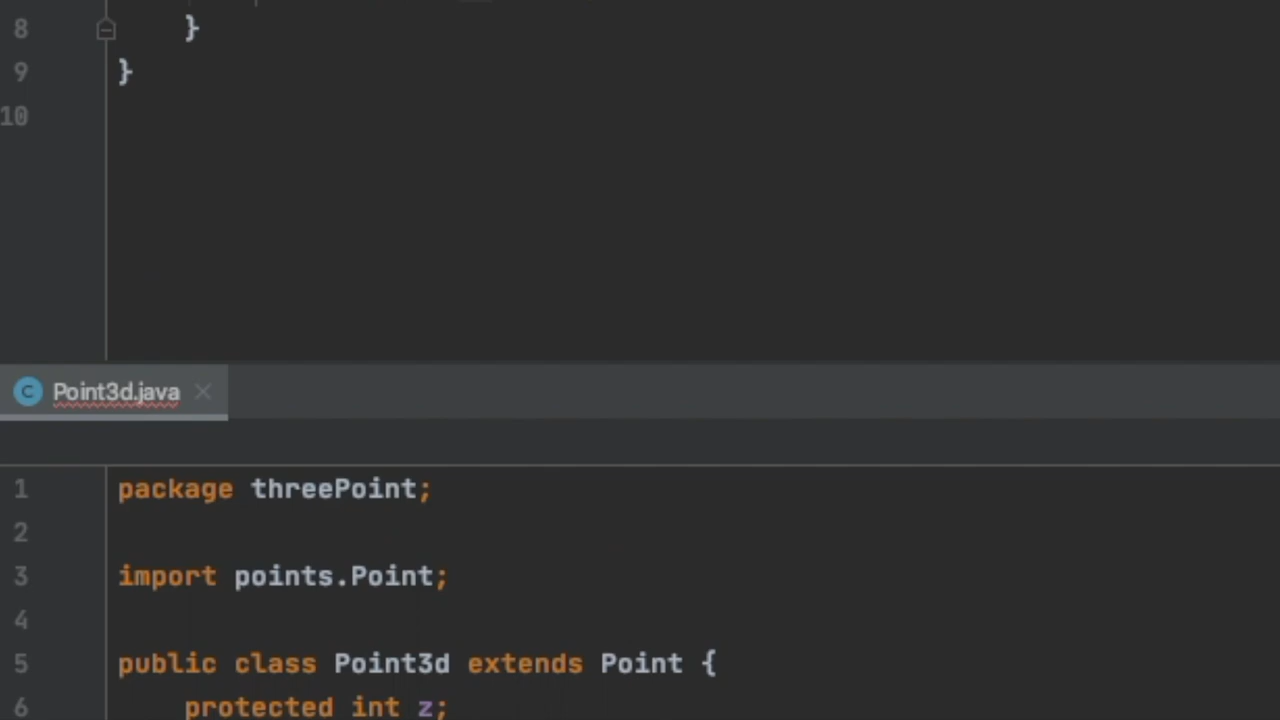 8 }
9 }
10
Point3d.java
1 package threePoint;
2
3 import points.Point;
4
5 public class Point3d extends Point {
6 protected int z;